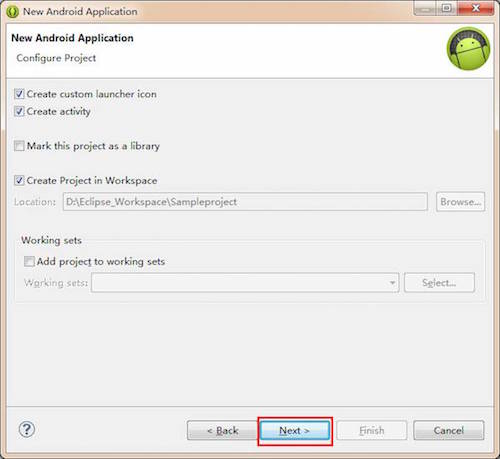 New Android Application
New Android Application
Configure Project
Create custom launcher icon
Create activity
Mark this project as a library
Create Project in Workspace
Location: D:\Eclipse_Workspace\Sampleproject Browse...
Working sets
Add project to working sets
Working sets: Select...
? < Back Next > Finish Cancel